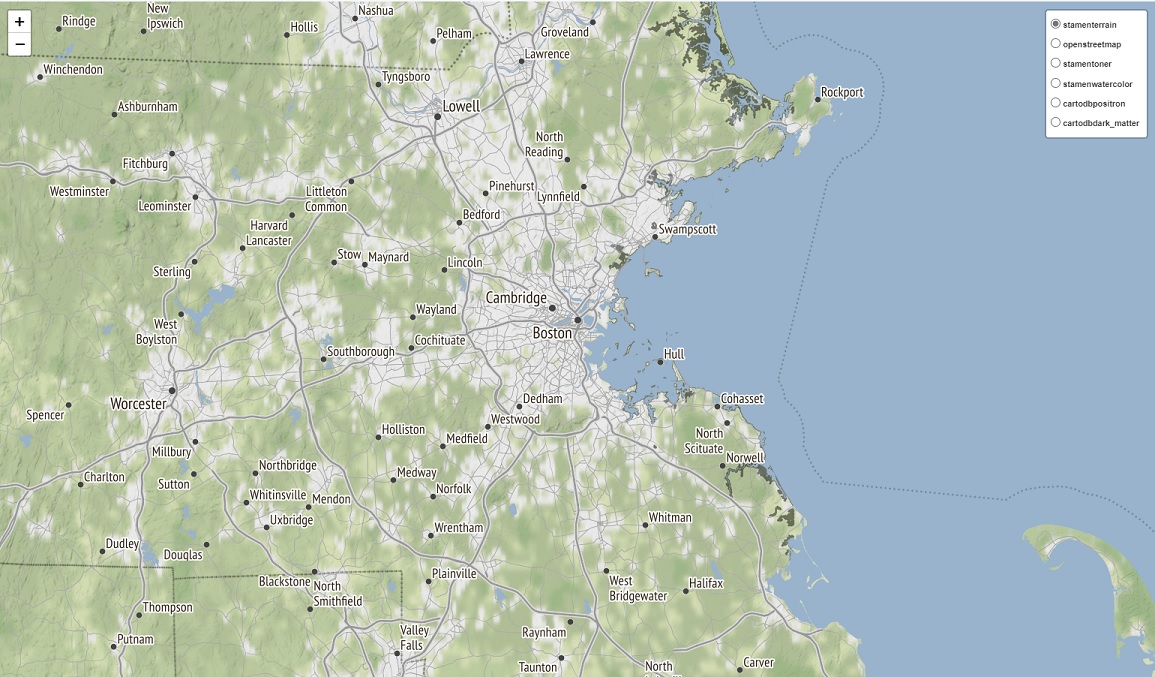 +
−
Rindge
New
Ipswich
Hollis
Nashua
Pelham
Groveland
Lawrence
Winchendon
Tyngsboro
Ashburnham
Lowell
Rockport
stamenterrain
openstreetmap
stamentoner
stamenwatercolor
cartodbpositron
cartodbdark_matter
Fitchburg
North
Reading
Westminster
Leominster
Littleton
Common
Pinehurst
Lynnfield
Harvard
Lancaster
Bedford
Swampscott
Sterling
Stow
Maynard
Lincoln
West
Boylston
Wayland
Cambridge
Boston
Southborough
Cochituate
Hull
Worcester
Spencer
Dedham
Westwood
Cohasset
North
Scituate
Norwell
Holliston
Medfield
Millbury
Charlton
Sutton
Northbridge
Medway
Norfolk
Whitinsville
Mendon
Uxbridge
Wrentham
Whitman
Dudley
Douglas
Blackstone
North
Smithfield
Plainville
West
Bridgewater
Halifax
Thompson
Putnam
Valley
Falls
Raynham
Taunton
North
Carver